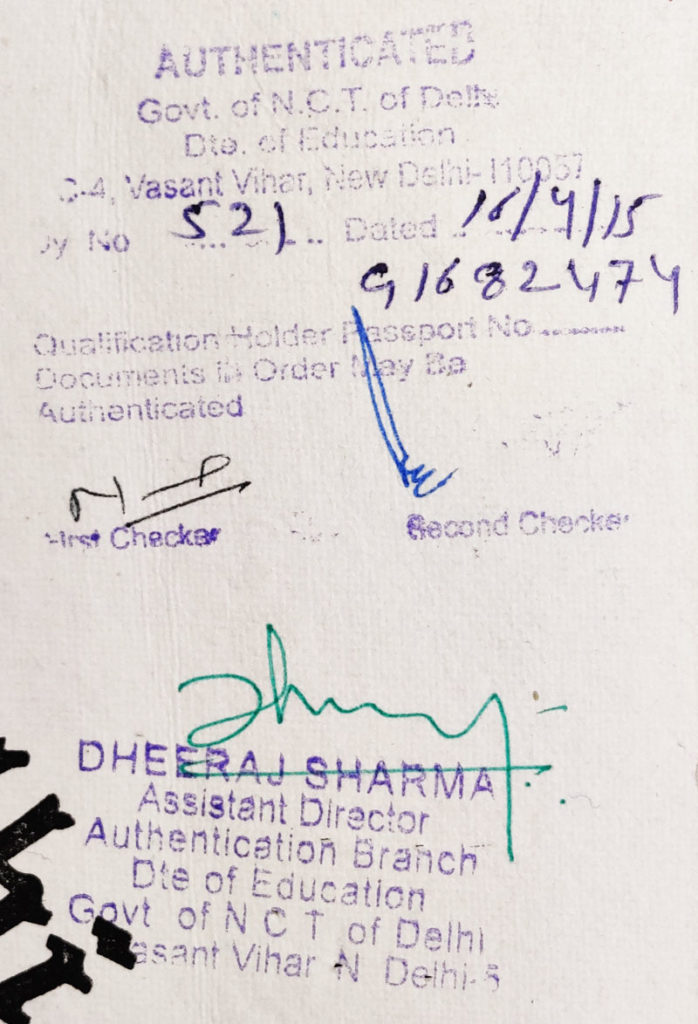 AUTHENTICATED
Govt. of N.C.T. of Delhi
Dte. of Education
C-4, Vasant Vihar, New Delhi-110057
No 521 Dated 16/4/15
G1682474
Qualification Holder Passport No
Documents in Order May Be
Authenticated
First Checker Second Checker
DHEERAJ SHARMA
Assistant Director
Authentication Branch
Dte of Education
Govt of N C T of Delhi
Vasant Vihar N Delhi-5